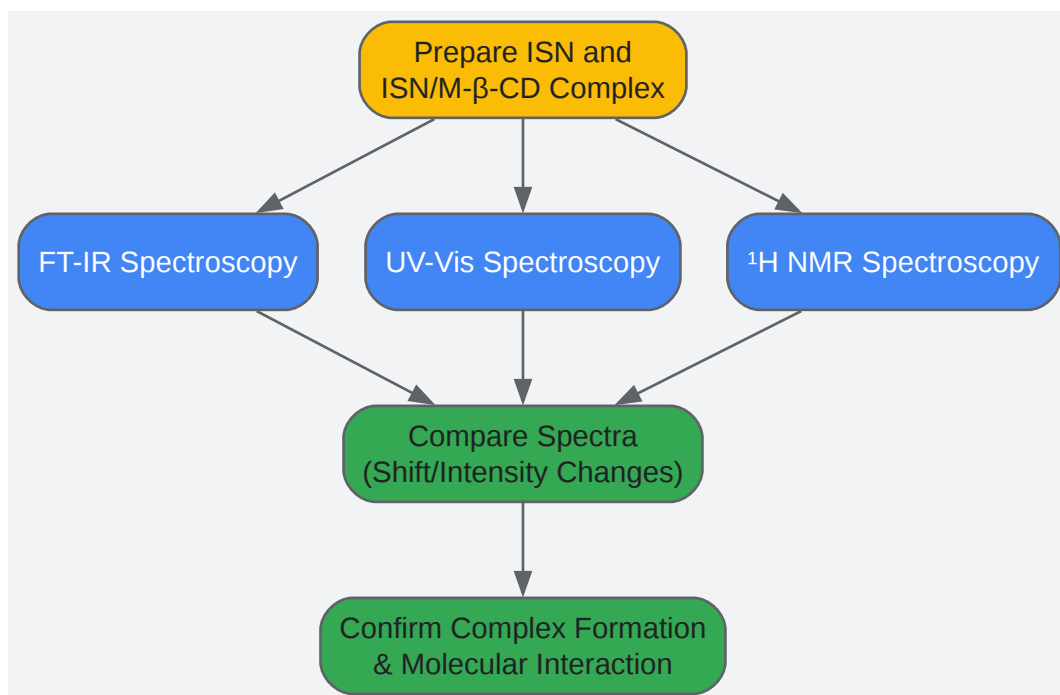 Prepare ISN and
ISN/M-β-CD Complex
FT-IR Spectroscopy
UV-Vis Spectroscopy
¹H NMR Spectroscopy
Compare Spectra
(Shift/Intensity Changes)
Confirm Complex Formation
& Molecular Interaction